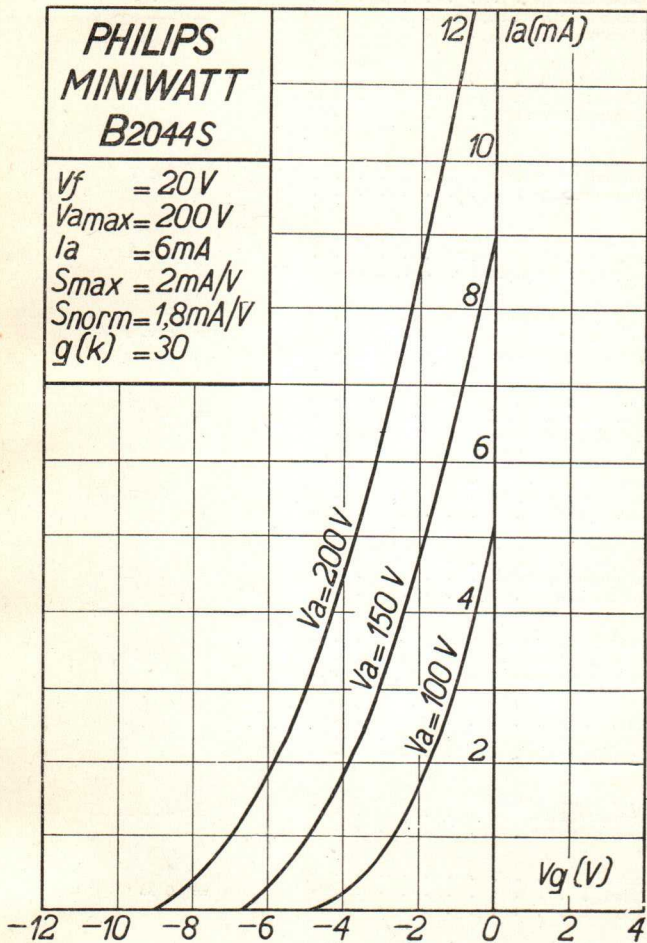 PHILIPS
MINIWATT
B2044S
Vf = 20V
Vamax= 200V
Ia = 6mA
Smax = 2mA/V
Snorm= 1,8mA/V
g(k) = 30
12 Ia(mA)
10
8
6
4
2
Va=200V
Va=150 V
Va=100V
Vg(V)
-12 -10 -8 -6 -4 -2 0 2 4